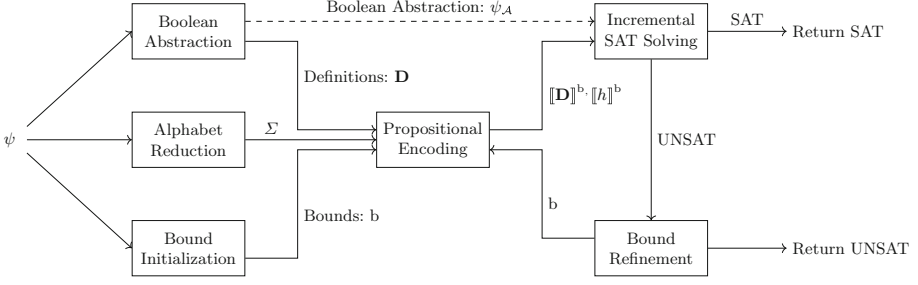 Boolean Abstraction: ψ_𝒜
Boolean
Abstraction
Incremental
SAT Solving
SAT
Return SAT
Definitions: D
⟦D⟧ᵇ, ⟦h⟧ᵇ
ψ
Alphabet
Reduction
Σ
Propositional
Encoding
UNSAT
Bounds: b
b
Bound
Initialization
Bound
Refinement
Return UNSAT